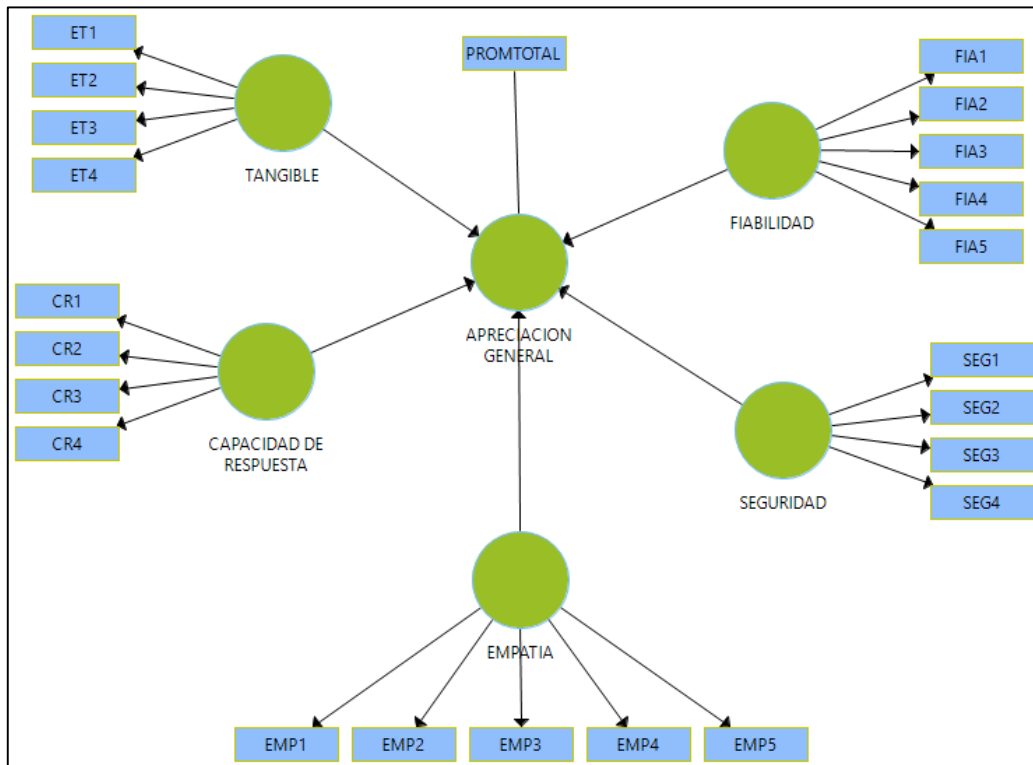 ET1
ET2
ET3
ET4
TANGIBLE
PROMTOTAL
FIA1
FIA2
FIA3
FIA4
FIA5
FIABILIDAD
APRECIACION
GENERAL
CR1
CR2
CR3
CR4
CAPACIDAD DE
RESPUESTA
SEG1
SEG2
SEG3
SEG4
SEGURIDAD
EMPATIA
EMP1
EMP2
EMP3
EMP4
EMP5